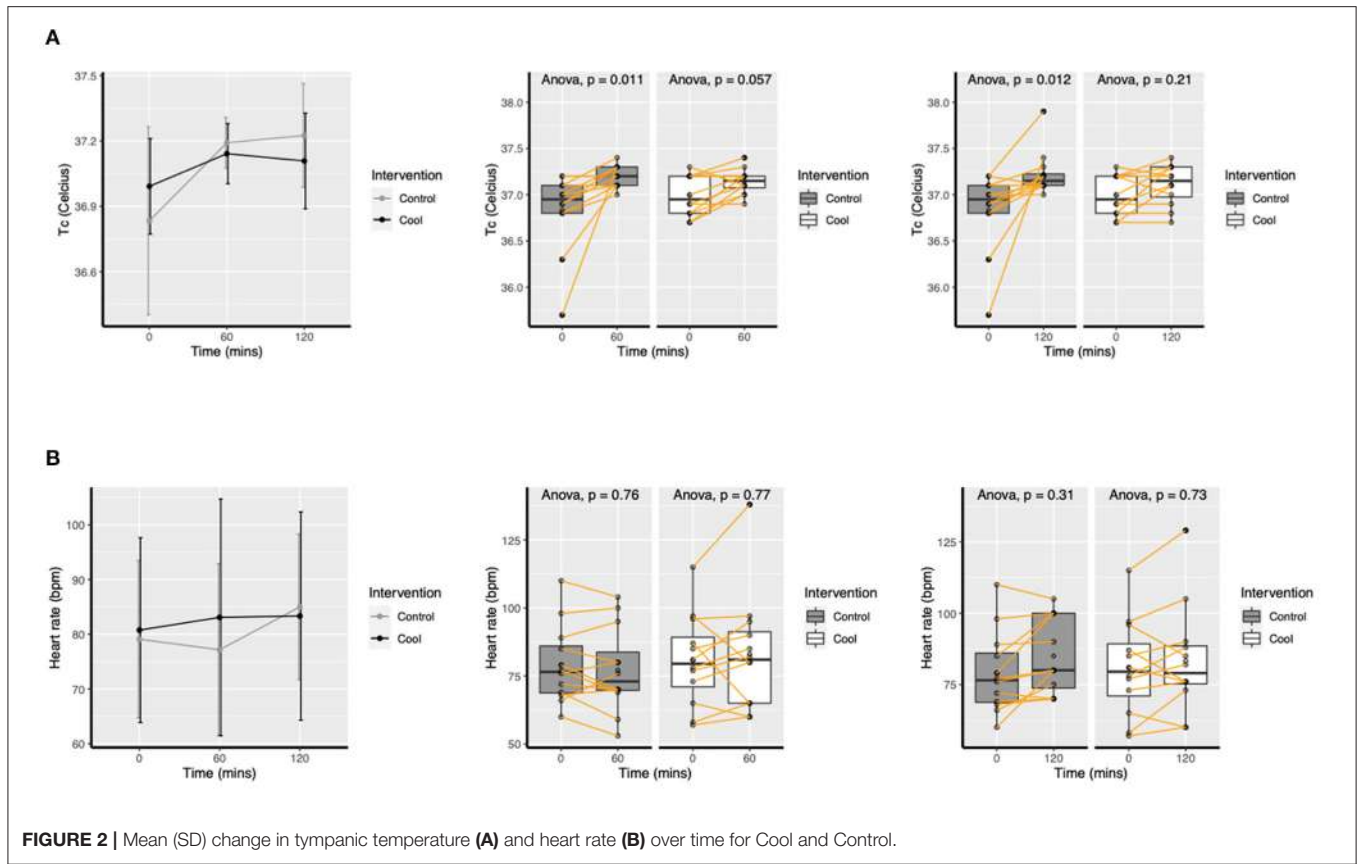 A
37.5
37.2
36.9
36.6
Tc (Celcius)
0 60 120
Time (mins)
Intervention
Control
Cool
Anova, p = 0.011 Anova, p = 0.057
38.0
37.5
37.0
36.5
36.0
Tc (Celcius)
0 60 0 60
Time (mins)
Intervention
Control
Cool
Anova, p = 0.012 Anova, p = 0.21
38.0
37.5
37.0
36.5
36.0
Tc (Celcius)
0 120 0 120
Time (mins)
Intervention
Control
Cool
B
100
90
80
70
60
Heart rate (bpm)
0 60 120
Time (mins)
Intervention
Control
Cool
Anova, p = 0.76 Anova, p = 0.77
125
100
75
50
Heart rate (bpm)
0 60 0 60
Time (mins)
Intervention
Control
Cool
Anova, p = 0.31 Anova, p = 0.73
125
100
75
Heart rate (bpm)
0 120 0 120
Time (mins)
Intervention
Control
Cool
FIGURE 2 | Mean (SD) change in tympanic temperature (A) and heart rate (B) over time for Cool and Control.